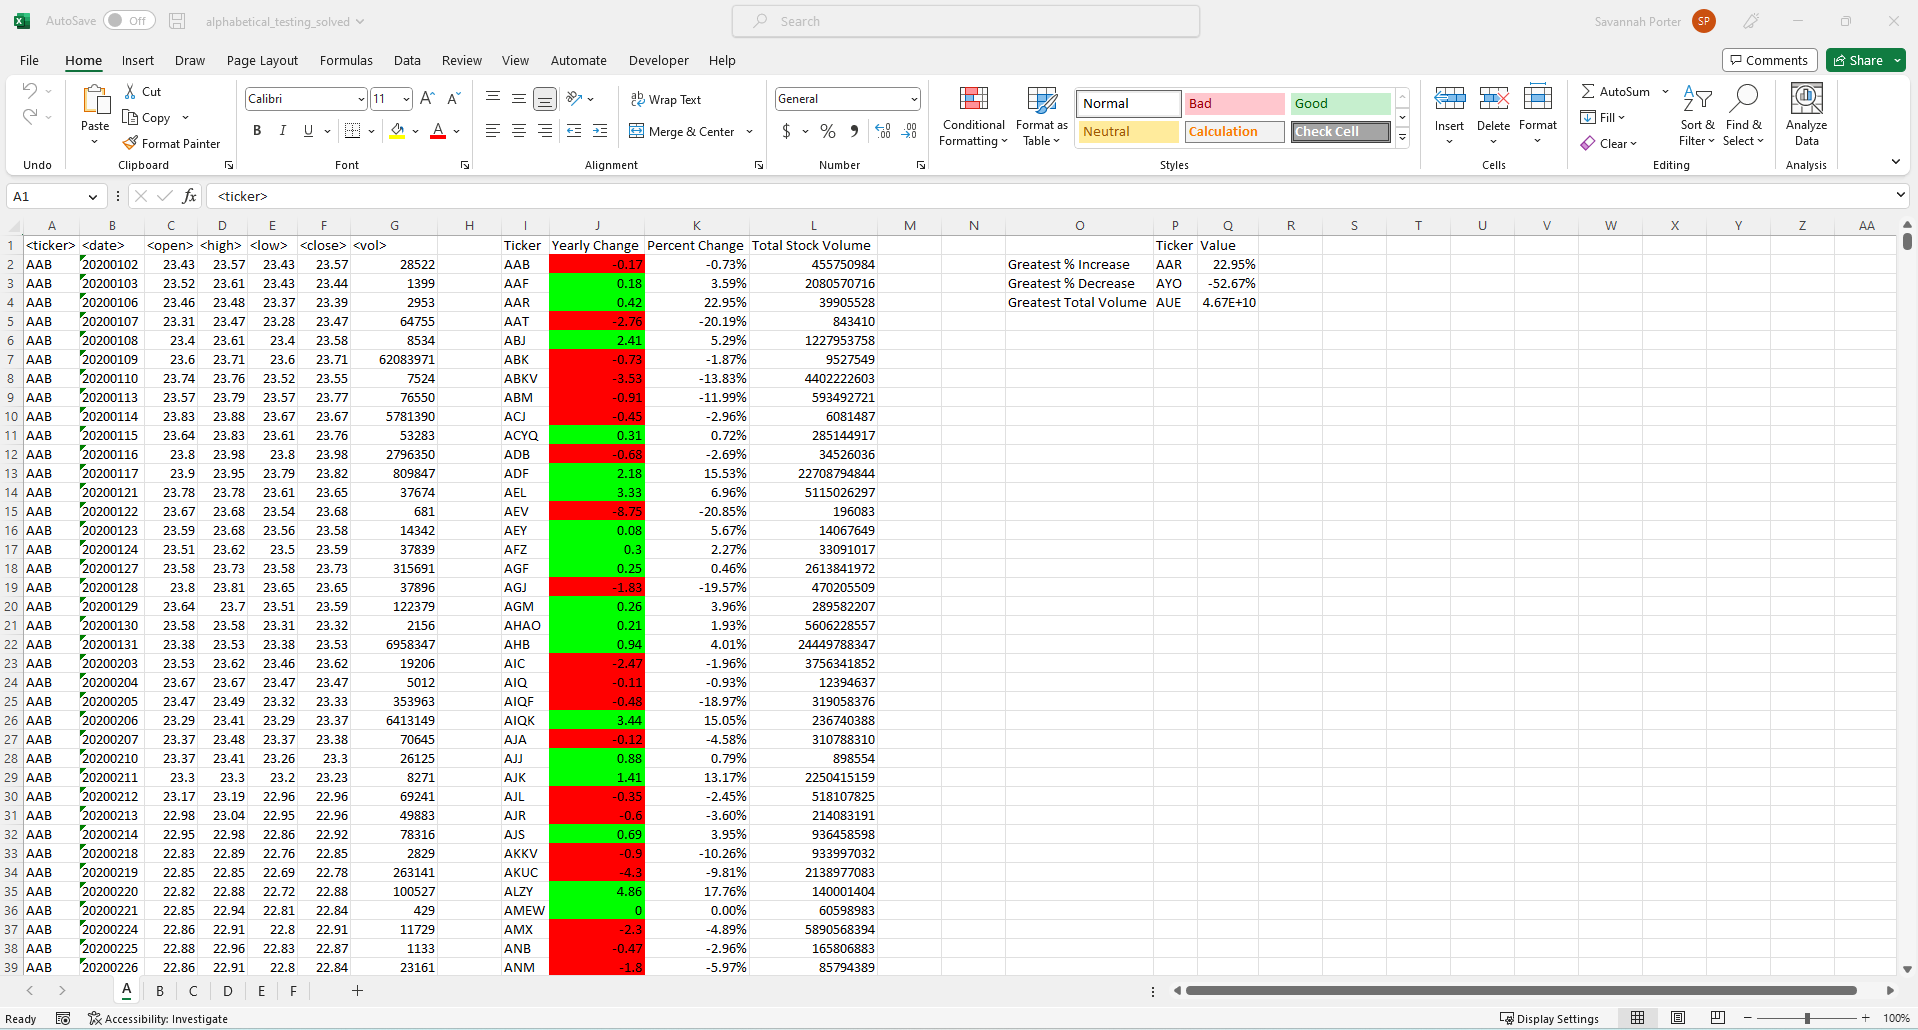 AutoSave Off alphabetical_testing_solved Search Savannah Porter SP
File Home Insert Draw Page Layout Formulas Data Review View Automate Developer Help Comments Share
Cut
Copy
Format Painter
Paste
Calibri 11
B I U
Wrap Text
Merge & Center
General
$ % 9
Conditional Formatting
Format as Table
Normal Bad Good
Neutral Calculation Check Cell
Insert Delete Format
AutoSum
Fill
Clear
Sort & Filter
Find & Select
Analyze Data
Undo Clipboard Font Alignment Number Styles Cells Editing Analysis
A1 fx <ticker>
A B C D E F G H I J K L M N O P Q R S T U V W X Y Z AA
1 <ticker> <date> <open> <high> <low> <close> <vol> Ticker Yearly Change Percent Change Total Stock Volume Ticker Value
2 AAB 20200102 23.43 23.57 23.43 23.57 28522 AAB -0.17 -0.73% 455750984 Greatest % Increase AAR 22.95%
3 AAB 20200103 23.52 23.61 23.43 23.44 1399 AAF 0.18 3.59% 2080570716 Greatest % Decrease AYO -52.67%
4 AAB 20200106 23.46 23.48 23.37 23.39 2953 AAR 0.42 22.95% 39905528 Greatest Total Volume AUE 4.67E+10
5 AAB 20200107 23.31 23.47 23.28 23.47 64755 AAT -2.76 -20.19% 843410
6 AAB 20200108 23.4 23.61 23.4 23.58 8534 ABJ 2.41 5.29% 1227953758
7 AAB 20200109 23.6 23.71 23.6 23.71 62083971 ABK -0.73 -1.87% 9527549
8 AAB 20200110 23.74 23.76 23.52 23.55 7524 ABKV -3.53 -13.83% 4402222603
9 AAB 20200113 23.57 23.79 23.57 23.77 76550 ABM -0.91 -11.99% 593492721
10 AAB 20200114 23.83 23.88 23.67 23.67 5781390 ACJ -0.45 -2.96% 6081487
11 AAB 20200115 23.64 23.83 23.61 23.76 53283 ACYQ 0.31 0.72% 285144917
12 AAB 20200116 23.8 23.98 23.8 23.98 2796350 ADB -0.68 -2.69% 34526036
13 AAB 20200117 23.9 23.95 23.79 23.82 809847 ADF 2.18 15.53% 22708794844
14 AAB 20200121 23.78 23.78 23.61 23.65 37674 AEL 3.33 6.96% 5115026297
15 AAB 20200122 23.67 23.68 23.54 23.68 681 AEV -8.75 -20.85% 196083
16 AAB 20200123 23.59 23.68 23.56 23.58 14342 AEY 0.08 5.67% 14067649
17 AAB 20200124 23.51 23.62 23.5 23.59 37839 AFZ 0.3 2.27% 33091017
18 AAB 20200127 23.58 23.73 23.58 23.73 315691 AGF 0.25 0.46% 2613841972
19 AAB 20200128 23.8 23.81 23.65 23.65 37896 AGJ -1.83 -19.57% 470205509
20 AAB 20200129 23.64 23.7 23.51 23.59 122379 AGM 0.26 3.96% 289582207
21 AAB 20200130 23.58 23.58 23.31 23.32 2156 AHAO 0.21 1.93% 5606228557
22 AAB 20200131 23.38 23.53 23.38 23.53 6958347 AHB 0.94 4.01% 24449788347
23 AAB 20200203 23.53 23.62 23.46 23.62 19206 AIC -2.47 -1.96% 3756341852
24 AAB 20200204 23.67 23.67 23.47 23.47 5012 AIQ -0.11 -0.93% 12394637
25 AAB 20200205 23.47 23.49 23.32 23.33 353963 AIQF -0.48 -18.97% 319058376
26 AAB 20200206 23.29 23.41 23.29 23.37 6413149 AIQK 3.44 15.05% 236740388
27 AAB 20200207 23.37 23.48 23.37 23.38 70645 AJA -0.12 -4.58% 310788310
28 AAB 20200210 23.37 23.41 23.26 23.3 26125 AJJ 0.88 0.79% 898554
29 AAB 20200211 23.3 23.3 23.2 23.23 8271 AJK 1.41 13.17% 2250415159
30 AAB 20200212 23.17 23.19 22.96 22.96 69241 AJL -0.35 -2.45% 518107825
31 AAB 20200213 22.98 23.04 22.95 22.96 49883 AJR -0.6 -3.60% 214083191
32 AAB 20200214 22.95 22.98 22.86 22.92 78316 AJS 0.69 3.95% 936458598
33 AAB 20200218 22.83 22.89 22.76 22.85 2829 AKKV -0.9 -10.26% 933997032
34 AAB 20200219 22.85 22.85 22.69 22.78 263141 AKUC -4.3 -9.81% 2138977083
35 AAB 20200220 22.82 22.88 22.72 22.88 100527 ALZY 4.86 17.76% 140001404
36 AAB 20200221 22.85 22.94 22.81 22.84 429 AMEW 0 0.00% 60598983
37 AAB 20200224 22.86 22.91 22.8 22.91 11729 AMX -2.3 -4.89% 5890568394
38 AAB 20200225 22.88 22.96 22.83 22.87 1133 ANB -0.47 -2.96% 165806883
39 AAB 20200226 22.86 22.91 22.8 22.84 23161 ANM -1.8 -5.97% 85794389
A B C D E F
Ready Accessibility: Investigate Display Settings 100%